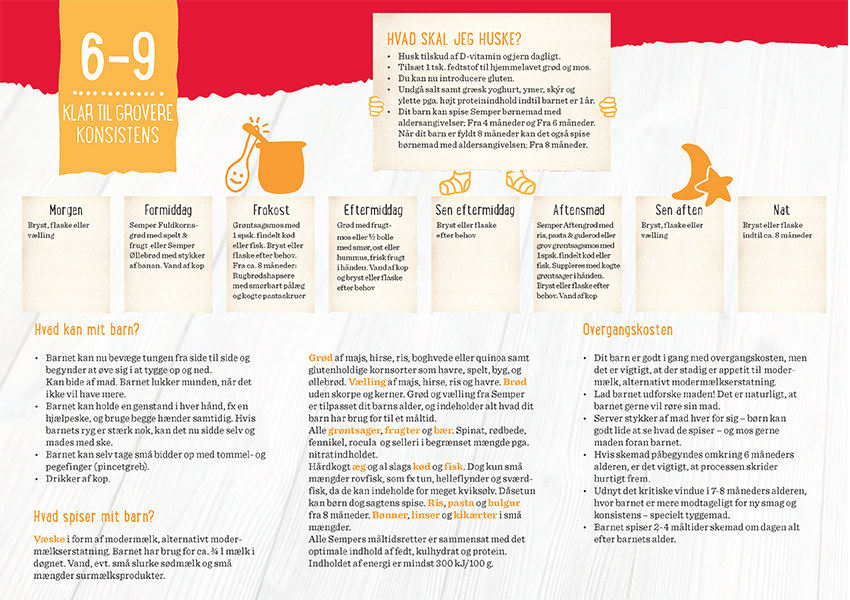 6–9
KLAR TIL GROVERE
KONSISTENS
HVAD SKAL JEG HUSKE?
• Husk tilskud af D-vitamin og jern dagligt.
• Tilsæt 1 tsk. fedtstof til hjemmelavet grød og mos.
• Du kan nu introducere gluten.
• Undgå salt samt græsk yoghurt, ymer, skýr og
ylette pga. højt proteinindhold indtil barnet er 1 år.
• Dit barn kan spise Semper børnemad med
aldersangivelser; Fra 4 måneder og Fra 6 måneder.
Når dit barn er fyldt 8 måneder kan det også spise
børnemad med aldersangivelsen; Fra 8 måneder.
Morgen
Bryst, flaske eller
vælling
Formiddag
Semper Fuldkorns-
grød med spelt &
frugt eller Semper
Øllebrød med stykker
af banan. Vand af kop
Frokost
Grøntsagsmos med
1 spsk. findelt kød
eller fisk. Bryst eller
flaske efter behov.
Fra ca. 8 måneder:
Rugbrødshapsere
med smørbart pålæg
og kogte pastaskruer
Eftermiddag
Grød med frugt-
mos eller ½ bolle
med smør, ost eller
hummus, frisk frugt
i hånden. Vand af kop
og bryst eller flaske
efter behov
Sen eftermiddag
Bryst eller flaske
efter behov
Aftensmad
Semper Aftengrød med
ris, pasta & gulerod eller
grov grøntsagsmos med
1 spsk. findelt kød eller
fisk. Suppleres med kogte
grøntsager i hånden.
Bryst eller flaske efter
behov. Vand af kop
Sen aften
Bryst, flaske eller
vælling
Nat
Bryst eller flaske
indtil ca. 8 måneder
Hvad kan mit barn?
• Barnet kan nu bevæge tungen fra side til side og
begynder at øve sig i at tygge op og ned.
Kan bide af mad. Barnet lukker munden, når det
ikke vil have mere.
• Barnet kan holde en genstand i hver hånd, fx en
hjælpeske, og bruge begge hænder samtidig. Hvis
barnets ryg er stærk nok, kan det nu sidde selv og
mades med ske.
• Barnet kan selv tage små bidder op med tommel- og
pegefinger (pincetgreb).
• Drikker af kop.
Hvad spiser mit barn?
Væske i form af modermælk, alternativt moder-
mælkserstatning. Barnet har brug for ca. ¾ l mælk i
døgnet. Vand, evt. små slurke sødmælk og små
mængder surmælksprodukter.
Grød af majs, hirse, ris, boghvede eller quinoa samt
glutenholdige kornsorter som havre, spelt, byg, og
øllebrød. Vælling af majs, hirse, ris og havre. Brød
uden skorpe og kerner. Grød og vælling fra Semper
er tilpasset dit barns alder, og indeholder alt hvad dit
barn har brug for til et måltid.
Alle grøntsager, frugter og bær. Spinat, rødbede,
fennikel, rocula og selleri i begrænset mængde pga.
nitratindholdet.
Hårdkogt æg og al slags kød og fisk. Dog kun små
mængder rovfisk, som fx tun, helleflynder og sværd-
fisk, da de kan indeholde for meget kviksølv. Dåsetun
kan børn dog sagtens spise. Ris, pasta og bulgur
fra 8 måneder. Bønner, linser og kikærter i små
mængder.
Alle Sempers måltidsretter er sammensat med det
optimale indhold af fedt, kulhydrat og protein.
Indholdet af energi er mindst 300 kJ/100 g.
Overgangskosten
• Dit barn er godt i gang med overgangskosten, men
det er vigtigt, at der stadig er appetit til moder-
mælk, alternativt modermælkserstatning.
• Lad barnet udforske maden! Det er naturligt, at
barnet gerne vil røre sin mad.
• Server stykker af mad hver for sig – børn kan
godt lide at se hvad de spiser – og mos gerne
maden foran barnet.
• Hvis skemad påbegyndes omkring 6 måneders
alderen, er det vigtigt, at processen skrider
hurtigt frem.
• Udnyt det kritiske vindue i 7-8 måneders alderen,
hvor barnet er mere modtageligt for ny smag og
konsistens – specielt tyggemad.
• Barnet spiser 2-4 måltider skemad om dagen alt
efter barnets alder.